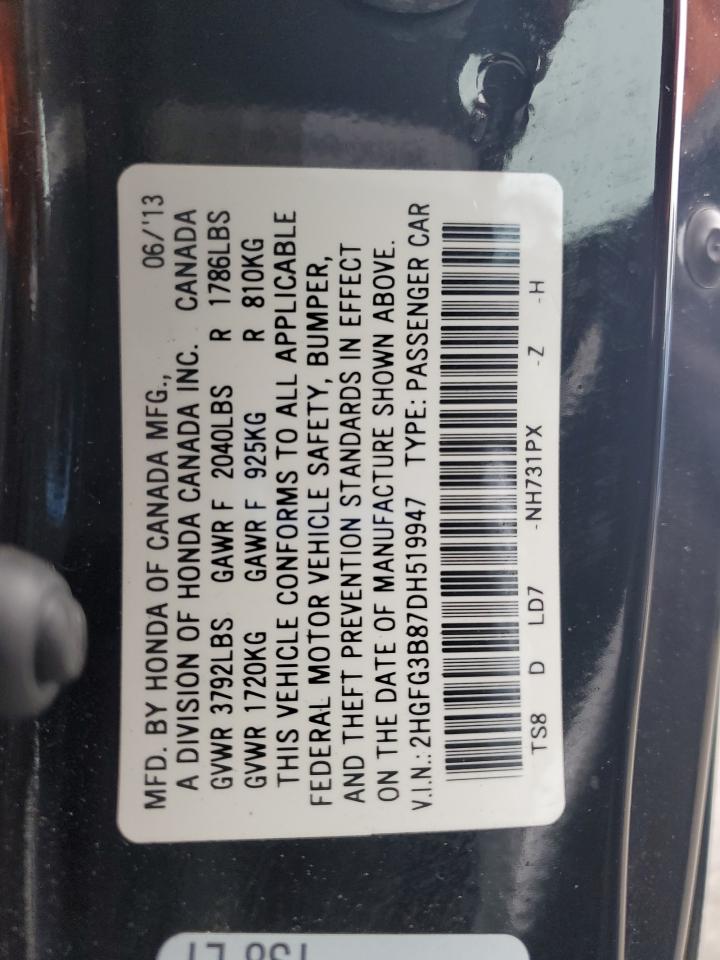 MFD. BY HONDA OF CANADA MFG., 06/'13
A DIVISION OF HONDA CANADA INC. CANADA
GVWR 3792LBS GAWR F 2040LBS R 1786LBS
GVWR 1720KG GAWR F 925KG R 810KG
THIS VEHICLE CONFORMS TO ALL APPLICABLE
FEDERAL MOTOR VEHICLE SAFETY, BUMPER,
AND THEFT PREVENTION STANDARDS IN EFFECT
ON THE DATE OF MANUFACTURE SHOWN ABOVE.
V.I.N.: 2HGFG3B87DH519947 TYPE: PASSENGER CAR
TS8 D LD7 -NH731PX -Z -H